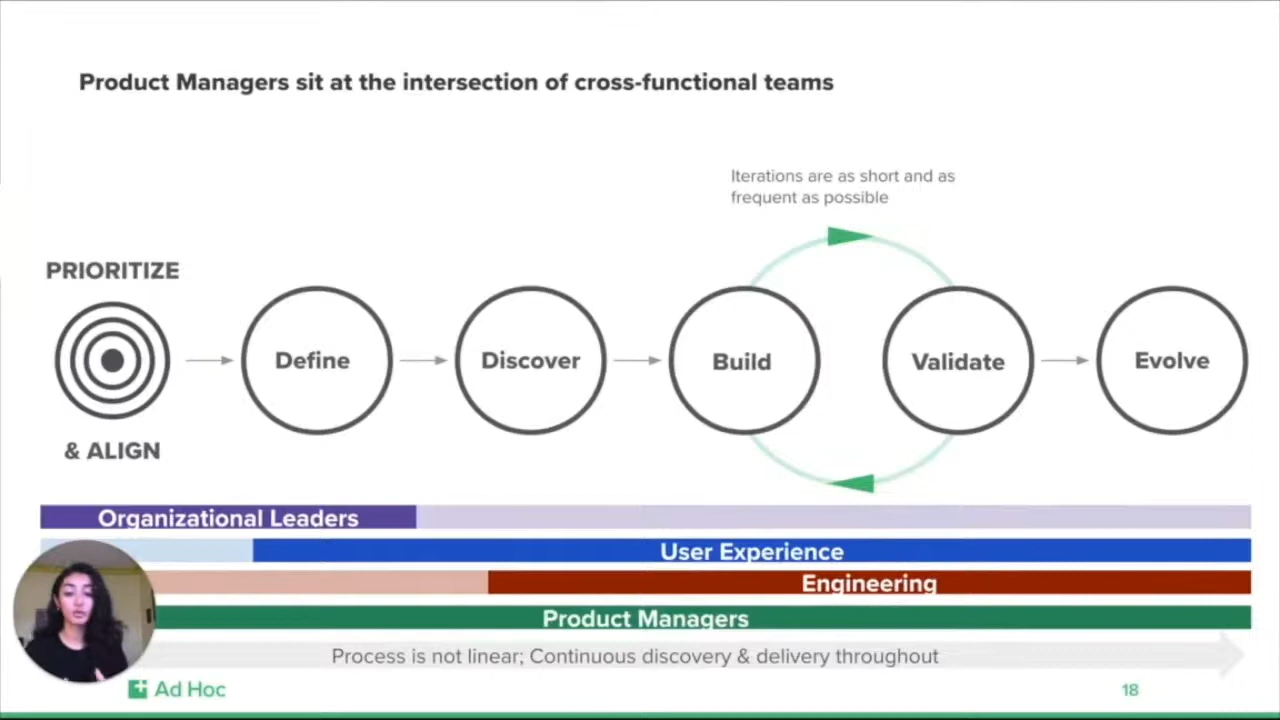 Product Managers sit at the intersection of cross-functional teams
Iterations are as short and as
frequent as possible
PRIORITIZE
& ALIGN
Define
Discover
Build
Validate
Evolve
Organizational Leaders
User Experience
Engineering
Product Managers
Process is not linear; Continuous discovery & delivery throughout
Ad Hoc
18